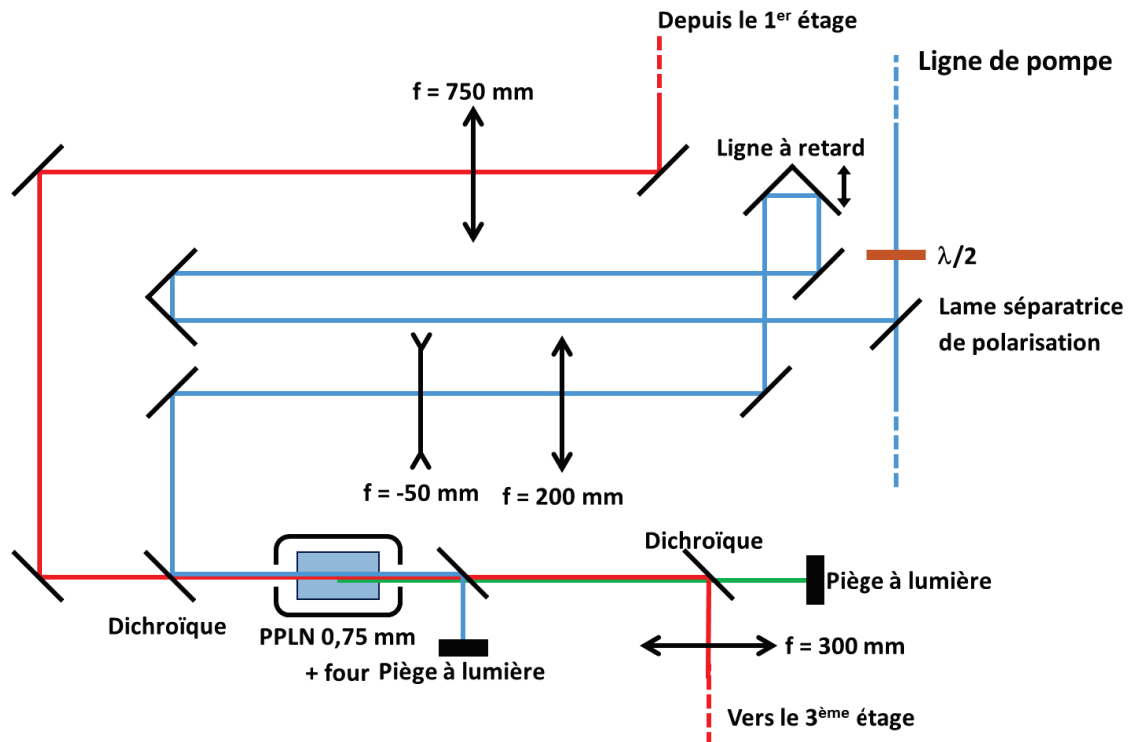 Depuis le 1er étage
Ligne de pompe
f = 750 mm
Ligne à retard
λ/2
Lame séparatrice
de polarisation
f = -50 mm
f = 200 mm
Dichroïque
Piège à lumière
Dichroïque
PPLN 0,75 mm
+ four
Piège à lumière
f = 300 mm
Vers le 3ème étage